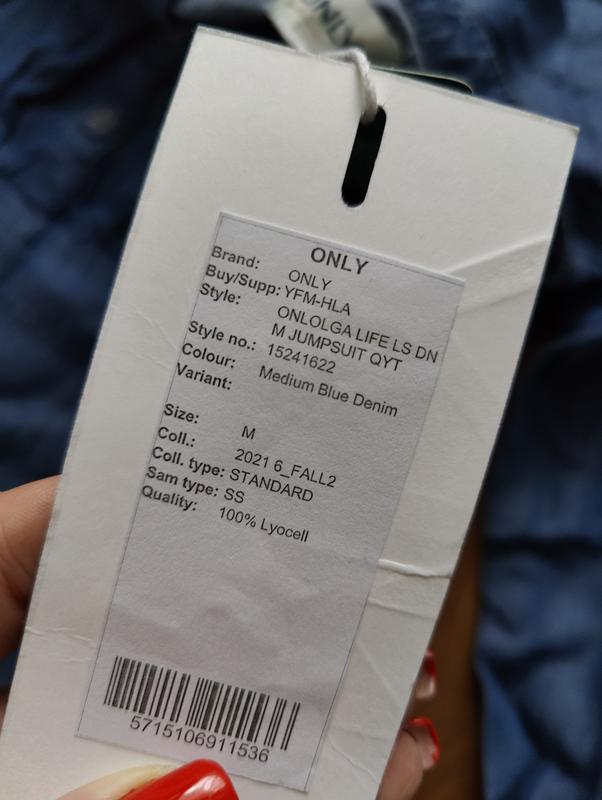 ONLY
ONLY
Brand: ONLY
Buy/Supp: YFM-HLA
Style: ONLOLGA LIFE LS DN
M JUMPSUIT QYT
Style no.: 15241622
Colour: Medium Blue Denim
Variant:
Size: M
Coll.: 2021 6_FALL2
Coll. type: STANDARD
Sam type: SS
Quality: 100% Lyocell
5715106911536